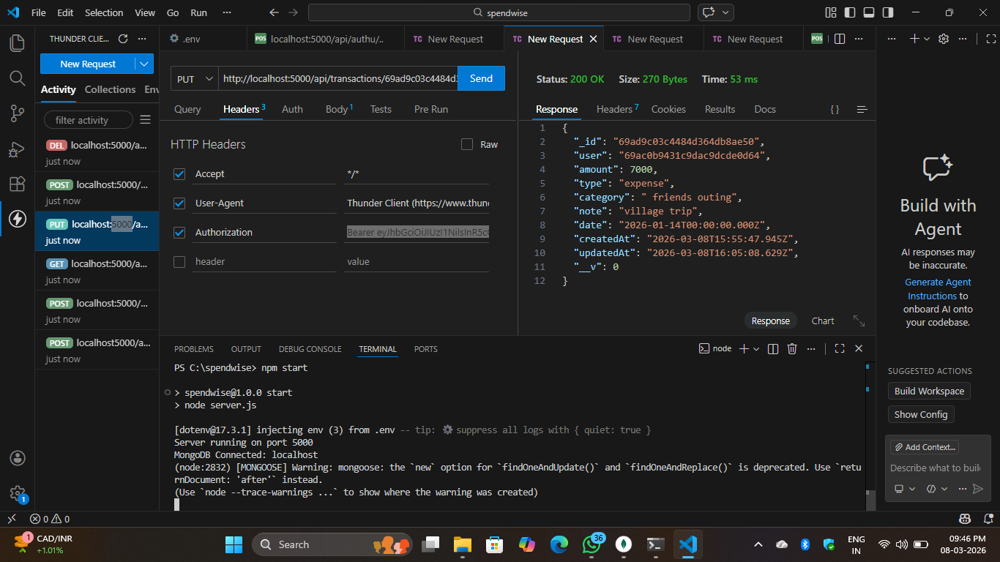 File Edit Selection View Go Run ··· spendwise
THUNDER CLIE... ···
New Request
Activity Collections Env
filter activity
DEL localhost:5000/a...
just now
POST localhost:5000/...
just now
PUT localhost:5000/a...
just now
GET localhost:5000/a...
just now
POST localhost:5000/...
just now
POST localhost5000/a...
just now
.env POS localhost:5000/api/authu/.. TC New Request TC New Request TC New Request TC New Request POS ···
PUT http://localhost:5000/api/transactions/69ad9c03c4484d3 Send
Query Headers 3 Auth Body 1 Tests Pre Run
HTTP Headers Raw
Accept */*
User-Agent Thunder Client (https://www.thun
Authorization Bearer
header value
Status: 200 OK Size: 270 Bytes Time: 53 ms
Response Headers 7 Cookies Results Docs { }
1 {
2 "_id": "69ad9c03c4484d364db8ae50",
3 "user": "69ac0b9431c9dac9dcde0d64",
4 "amount": 7000,
5 "type": "expense",
6 "category": " friends outing",
7 "note": "village trip",
8 "date": "2026-01-14T00:00:00.000Z",
9 "createdAt": "2026-03-08T15:55:47.945Z",
10 "updatedAt": "2026-03-08T16:05:08.629Z",
11 "__v": 0
12 }
Response Chart
PROBLEMS OUTPUT DEBUG CONSOLE TERMINAL PORTS node ···
PS C:\spendwise> npm start
> spendwise@1.0.0 start
> node server.js
[dotenv@17.3.1] injecting env (3) from .env -- tip: ⚙️ suppress all logs with { quiet: true }
Server running on port 5000
MongoDB Connected: localhost
(node:2832) [MONGOOSE] Warning: mongoose: the `new` option for `findOneAndUpdate()` and `findOneAndReplace()` is deprecated. Use `retu
rnDocument: 'after'` instead.
(Use `node --trace-warnings ...` to show where the warning was created)
Build with
Agent
AI responses may
be inaccurate.
Generate Agent
Instructions to
onboard AI onto
your codebase.
SUGGESTED ACTIONS
Build Workspace
Show Config
Add Context...
Describe what to build
1
0 0
1 CAD/INR
+1.01%
Search
36
ENG
IN
09:46 PM
08-03-2026